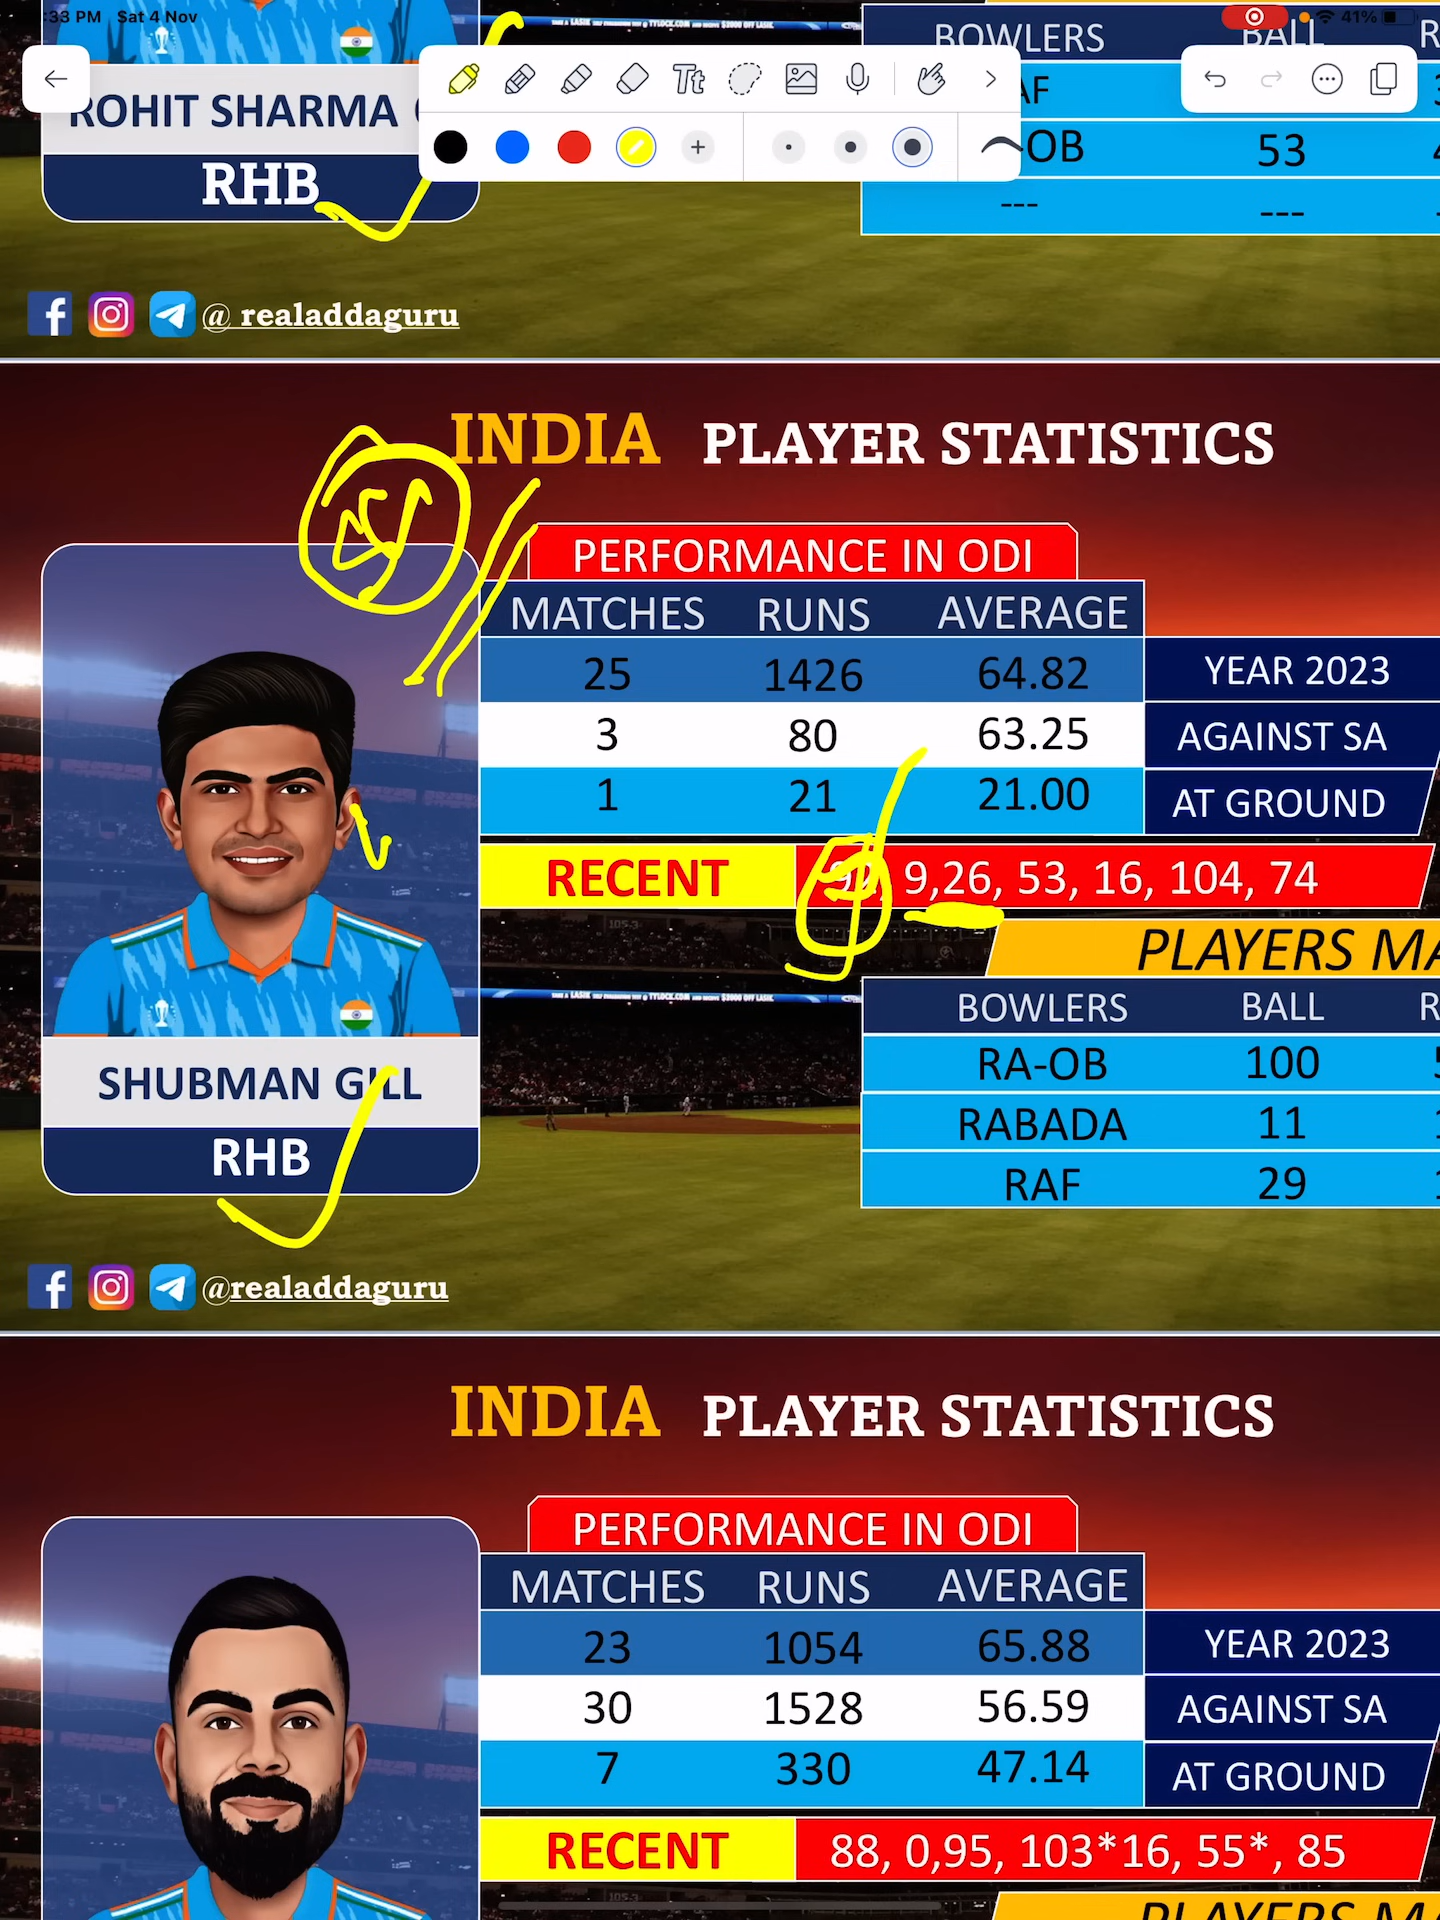 :33 PM Sat 4 Nov
41%
BOWLERS BALL R
AF
OB 53
--- ---
Tt
ROHIT SHARMA
RHB
@ realaddaguru
INDIA PLAYER STATISTICS
PERFORMANCE IN ODI
MATCHES RUNS AVERAGE
25 1426 64.82 YEAR 2023
3 80 63.25 AGAINST SA
1 21 21.00 AT GROUND
RECENT 92, 9,26, 53, 16, 104, 74
PLAYERS MA
BOWLERS BALL R
RA-OB 100
RABADA 11
RAF 29
SHUBMAN GILL
RHB
@realaddaguru
INDIA PLAYER STATISTICS
PERFORMANCE IN ODI
MATCHES RUNS AVERAGE
23 1054 65.88 YEAR 2023
30 1528 56.59 AGAINST SA
7 330 47.14 AT GROUND
RECENT 88, 0,95, 103*16, 55*, 85
PLAYERS MA